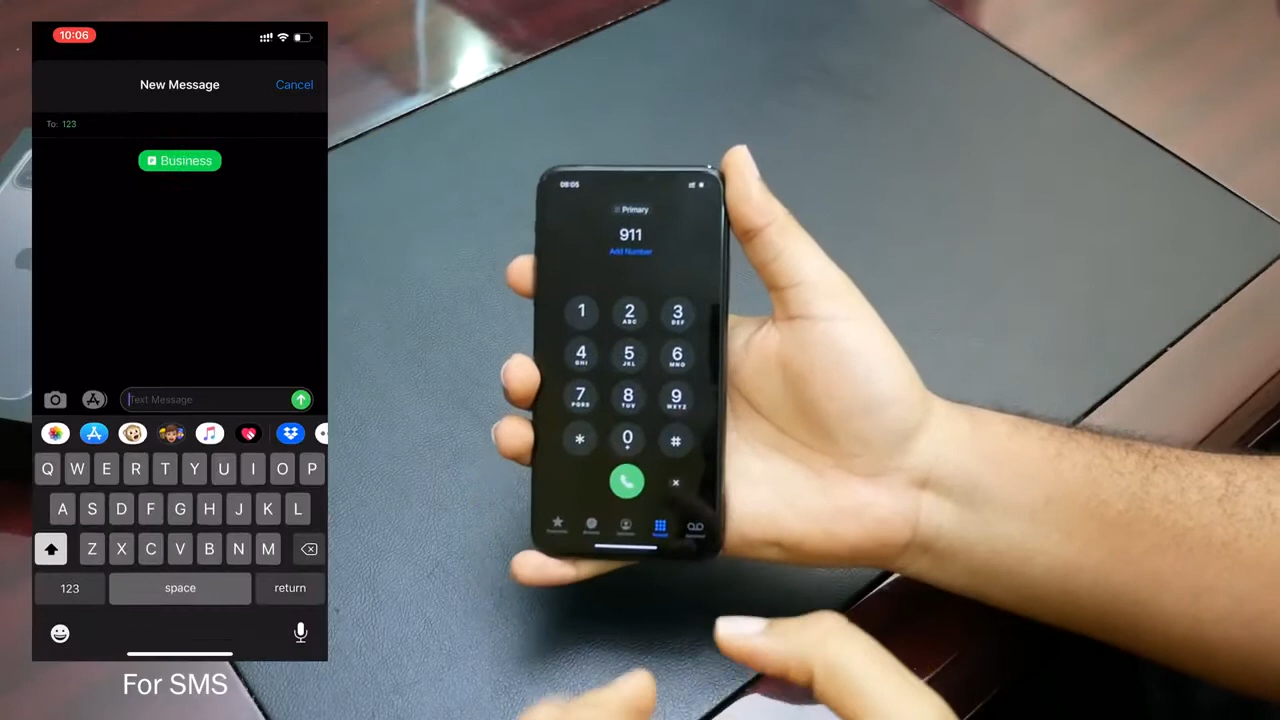 10:06
New Message
Cancel
To: 123
P Business
Text Message
Q W E R T Y U I O P
A S D F G H J K L
Z X C V B N M
123
space
return
For SMS
Primary
911
Add Number
1
2 ABC
3 DEF
4 GHI
5 JKL
6 MNO
7 PQRS
8 TUV
9 WXYZ
*
0 +
#